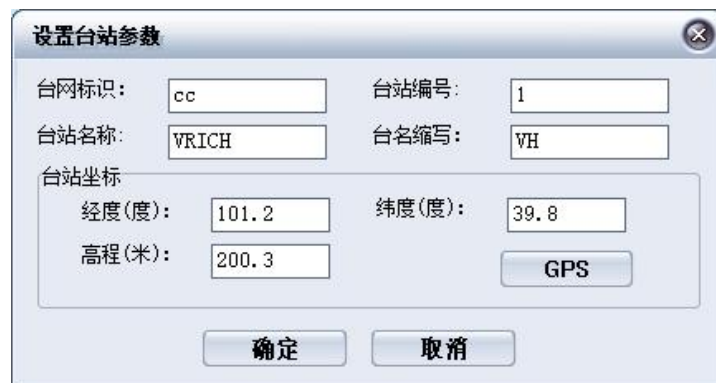 设置台站参数
台网标识： cc 台站编号: 1
台站名称: VRICH 台名缩写： VH
台站坐标
经度(度)： 101.2 纬度(度)： 39.8
高程(米)： 200.3 GPS
确定 取消